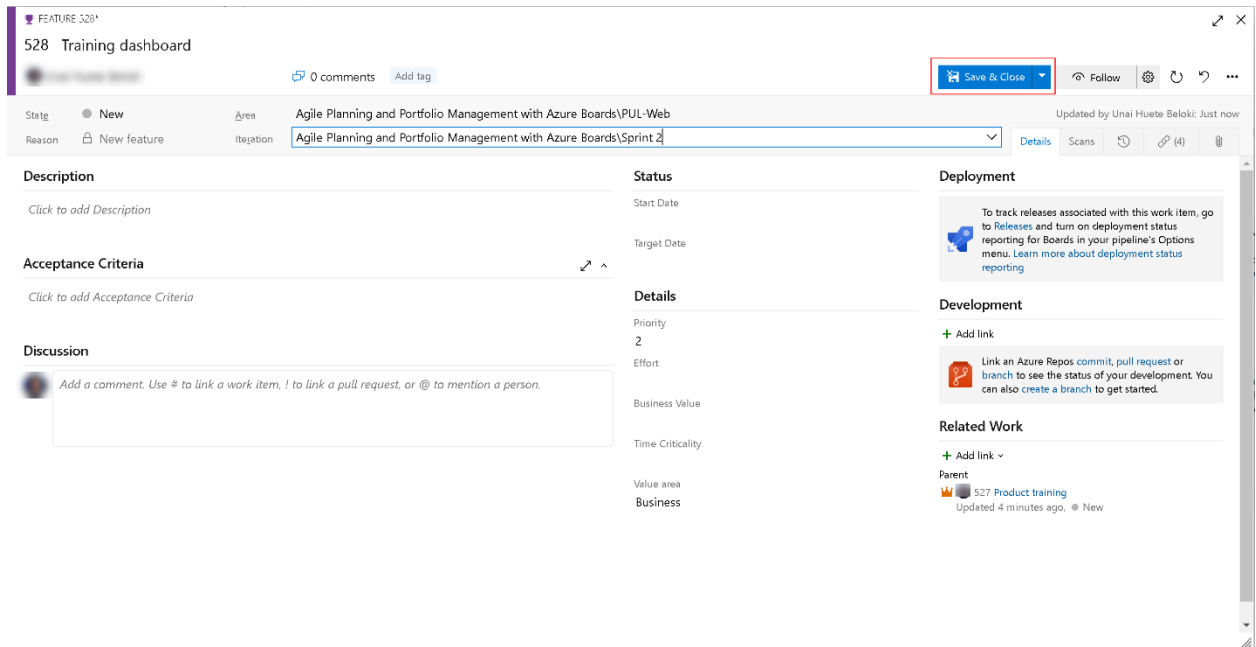 FEATURE 528*
528 Training dashboard
0 comments Add tag
Save & Close Follow
State New Area Agile Planning and Portfolio Management with Azure Boards\PUL-Web Updated by Unai Huete Beloki: Just now
Reason New feature Iteration Agile Planning and Portfolio Management with Azure Boards\Sprint 2
Details Scans (4)
Description
Click to add Description
Acceptance Criteria
Click to add Acceptance Criteria
Discussion
Add a comment. Use # to link a work item, ! to link a pull request, or @ to mention a person.
Status
Start Date
Target Date
Details
Priority
2
Effort
Business Value
Time Criticality
Value area
Business
Deployment
To track releases associated with this work item, go
to Releases and turn on deployment status
reporting for Boards in your pipeline's Options
menu. Learn more about deployment status
reporting
Development
+ Add link
Link an Azure Repos commit, pull request or
branch to see the status of your development. You
can also create a branch to get started.
Related Work
+ Add link
Parent
527 Product training
Updated 4 minutes ago, New